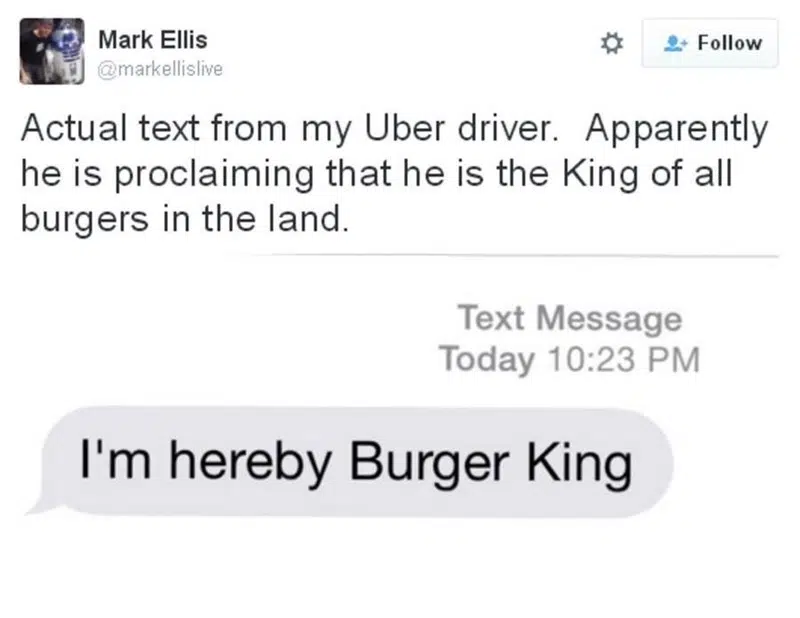 Mark Ellis
@markellislive
Follow
Actual text from my Uber driver.  Apparently
he is proclaiming that he is the King of all
burgers in the land.
Text Message
Today 10:23 PM
I'm hereby Burger King